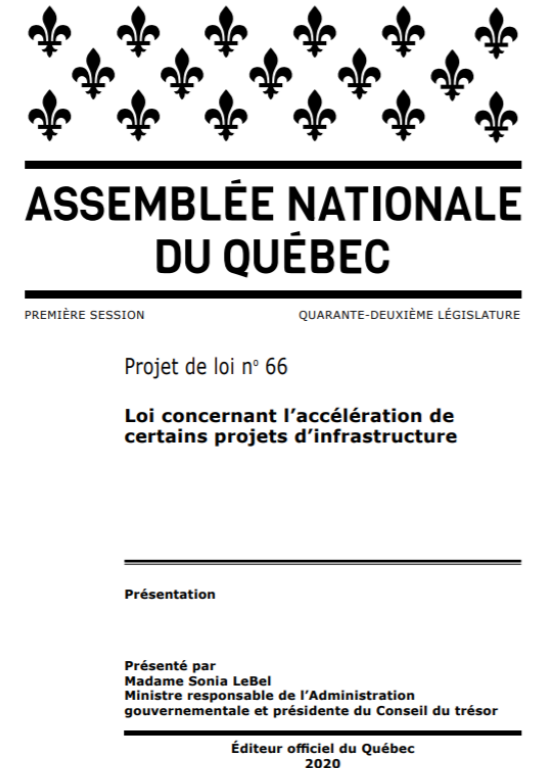 ASSEMBLÉE NATIONALE
DU QUÉBEC
PREMIÈRE SESSION
QUARANTE-DEUXIÈME LÉGISLATURE
Projet de loi nº 66
Loi concernant l’accélération de
certains projets d’infrastructure
Présentation
Présenté par
Madame Sonia LeBel
Ministre responsable de l’Administration
gouvernementale et présidente du Conseil du trésor
Éditeur officiel du Québec
2020